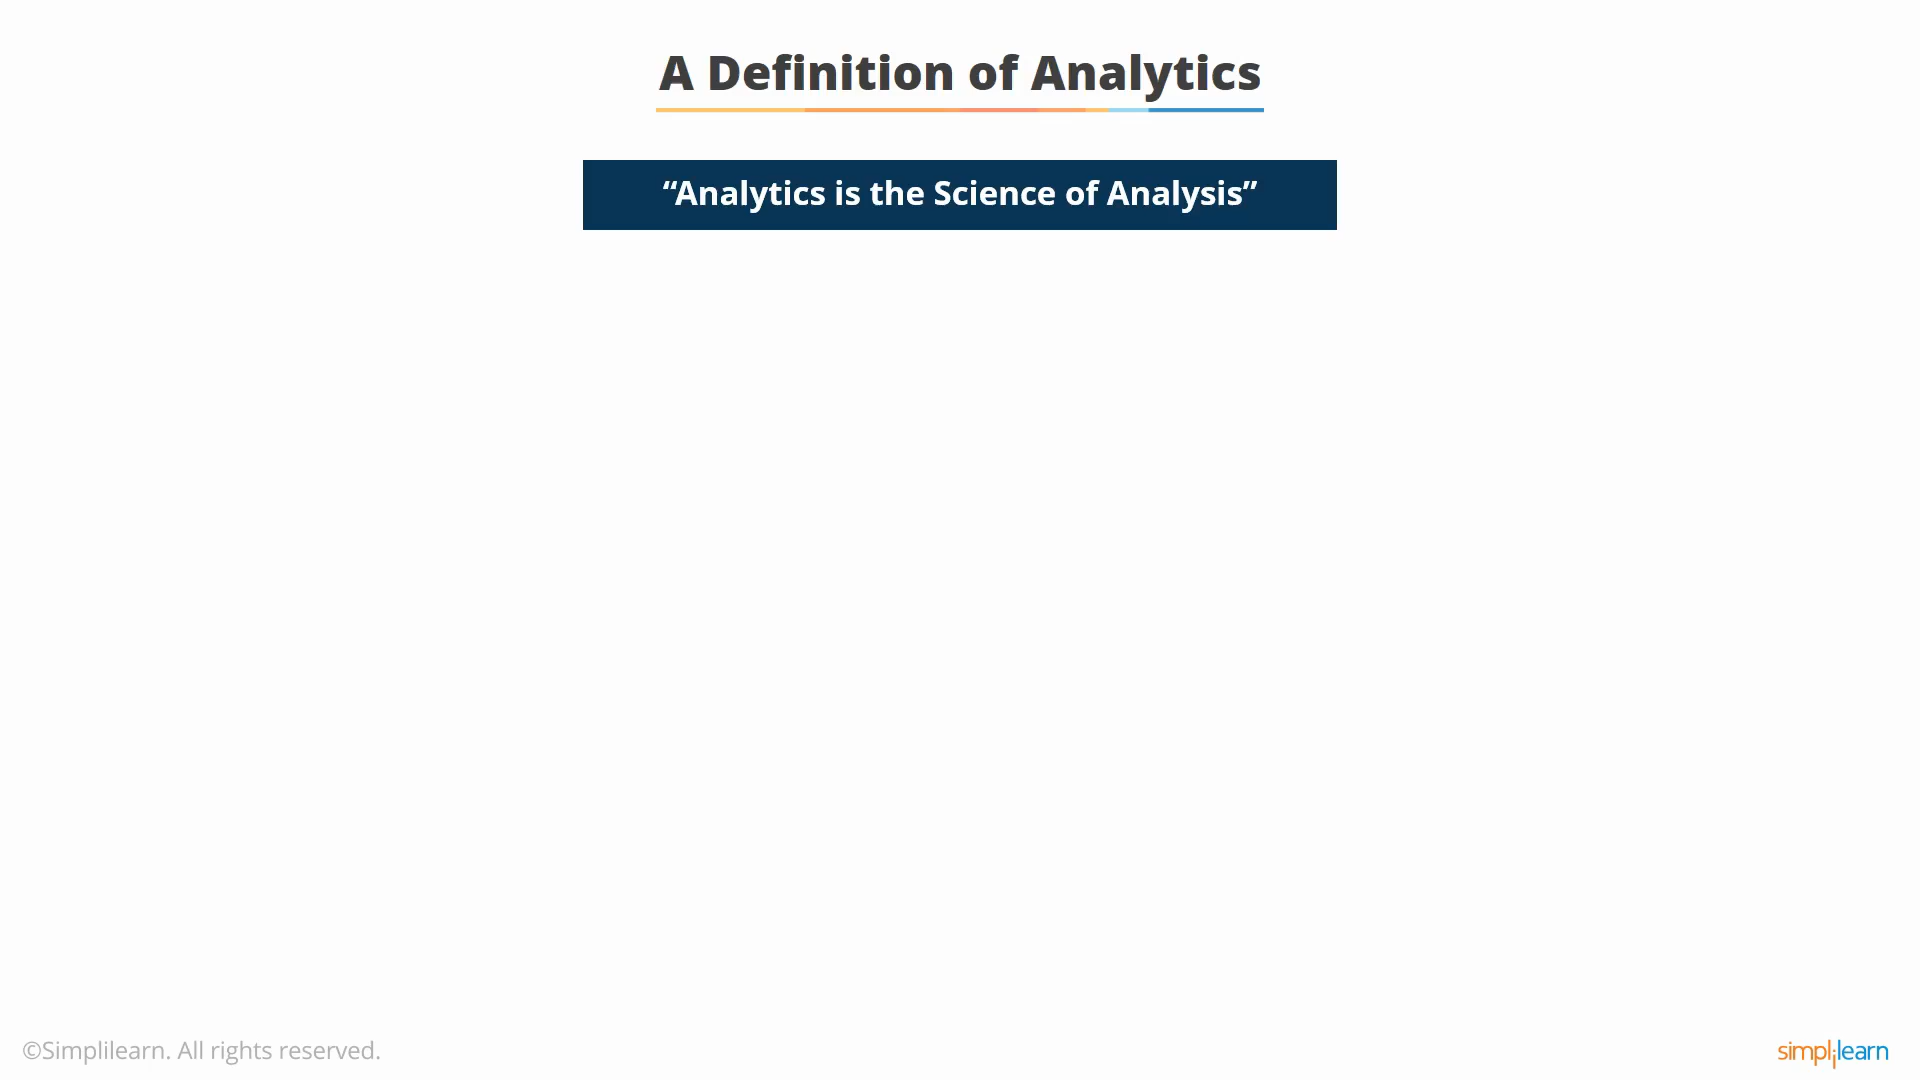 A Definition of Analytics
“Analytics is the Science of Analysis”
©Simplilearn. All rights reserved.
simplilearn